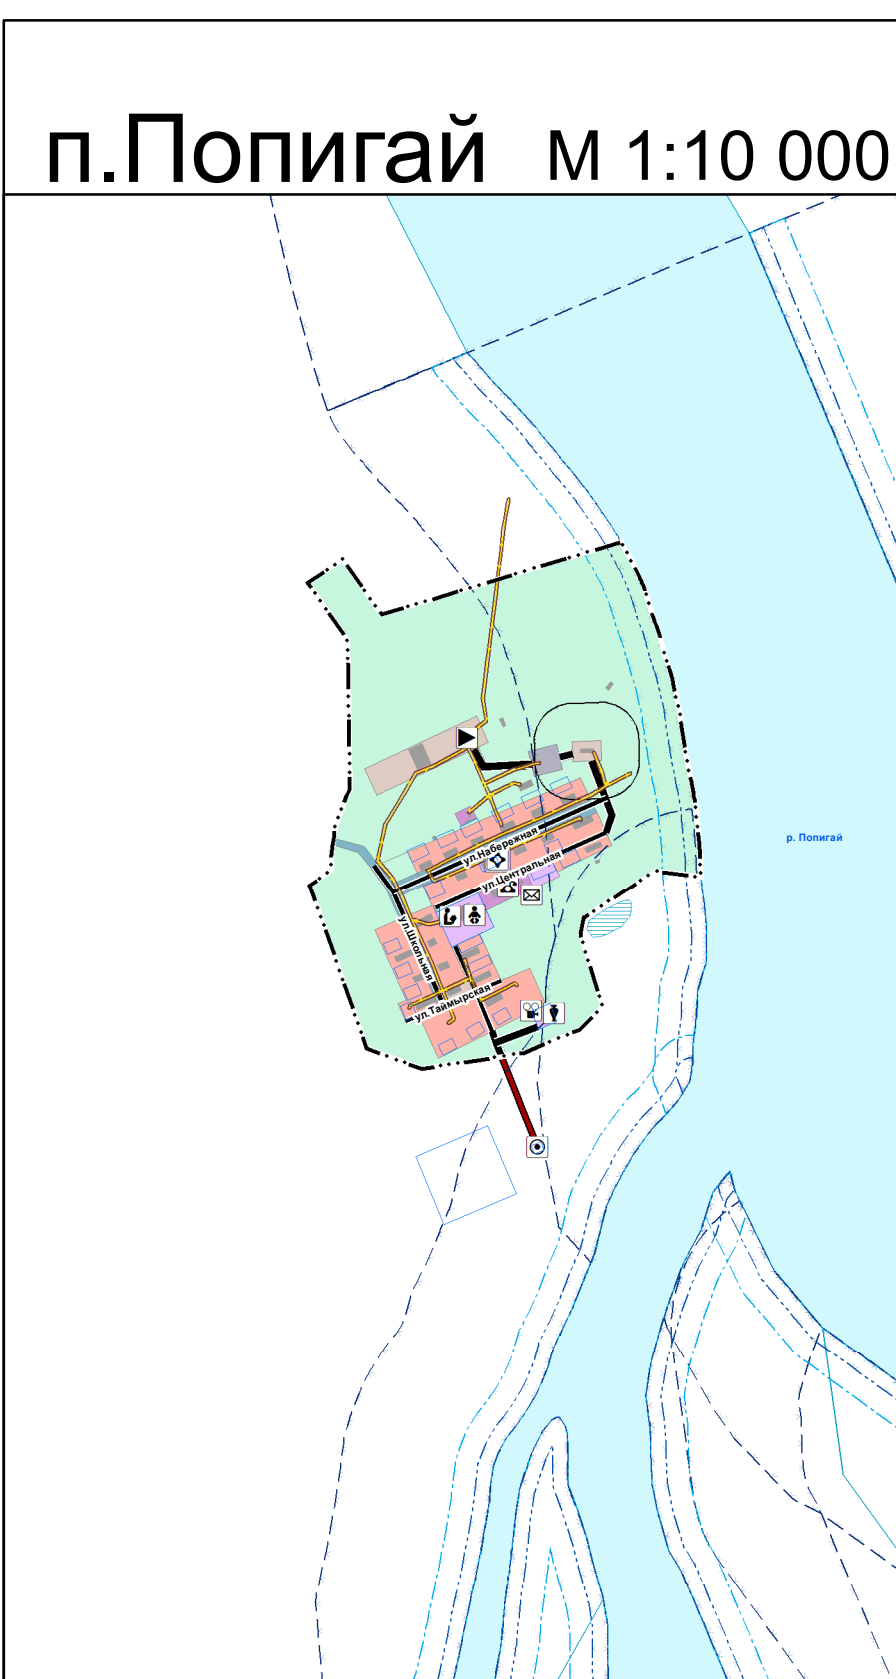 п.Попигай М 1:10 000
р. Попигай
ул.Набережная
ул.Центральная
ул.Школьная
ул.Таймырская